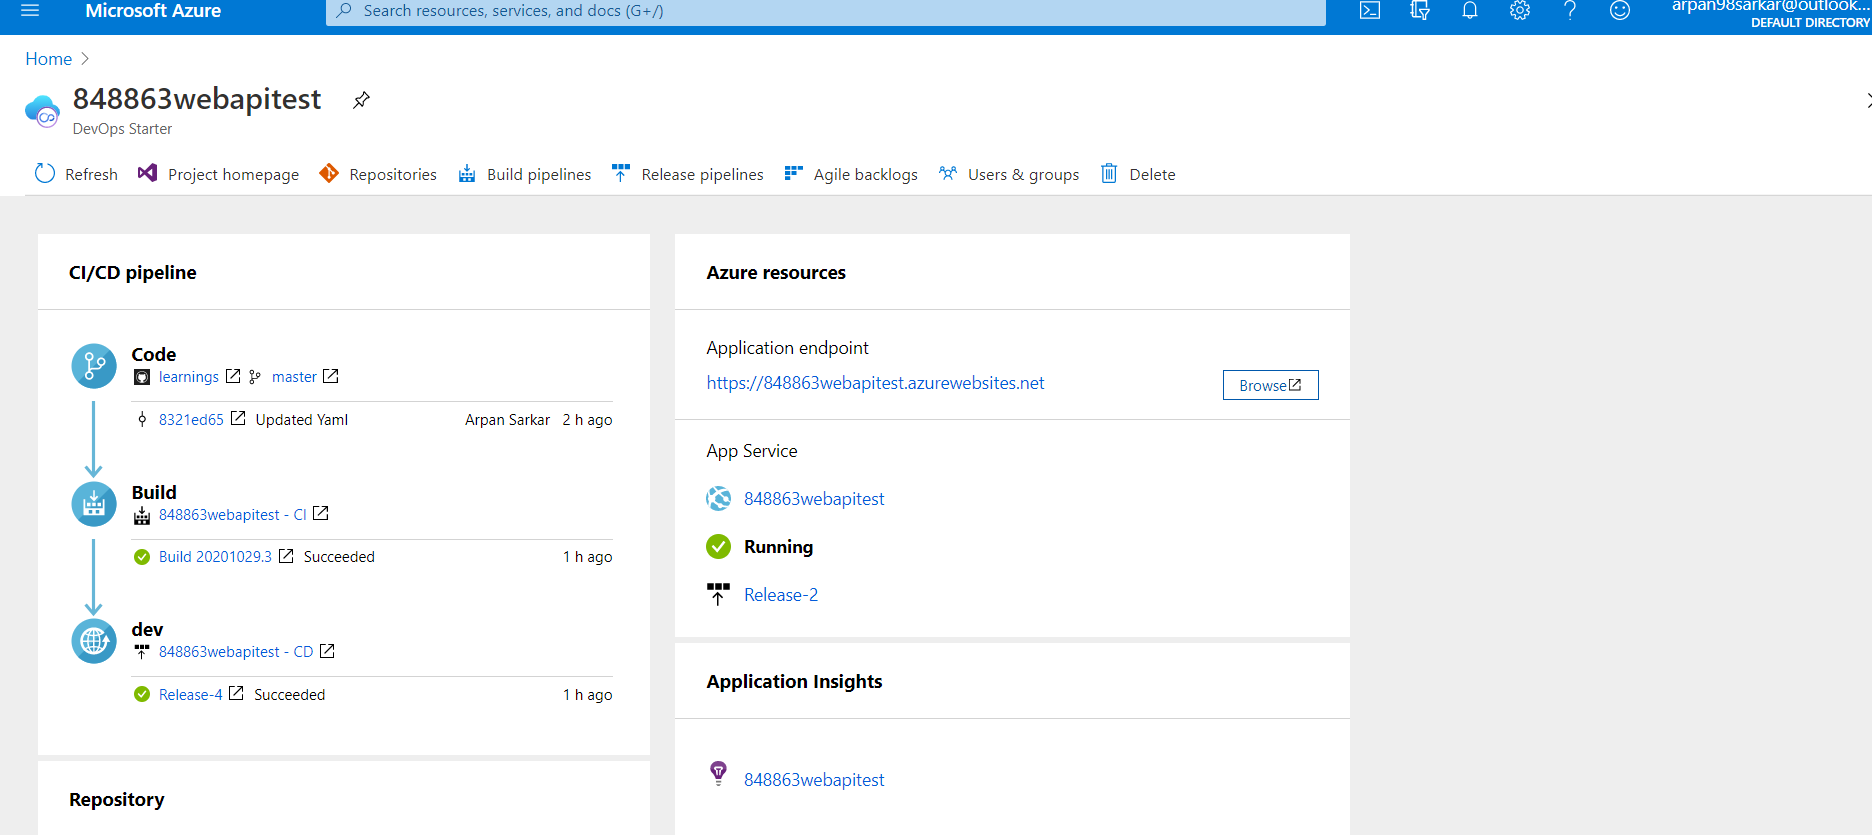 Microsoft Azure
Search resources, services, and docs (G+/)
arpan98sarkar@outlook...
DEFAULT DIRECTORY
Home
848863webapitest
DevOps Starter
Refresh Project homepage Repositories Build pipelines Release pipelines Agile backlogs Users & groups Delete
CI/CD pipeline
Code
learnings master
8321ed65 Updated Yaml Arpan Sarkar 2 h ago
Build
848863webapitest - CI
Build 20201029.3 Succeeded 1 h ago
dev
848863webapitest - CD
Release-4 Succeeded 1 h ago
Repository
Azure resources
Application endpoint
https://848863webapitest.azurewebsites.net Browse
App Service
848863webapitest
Running
Release-2
Application Insights
848863webapitest